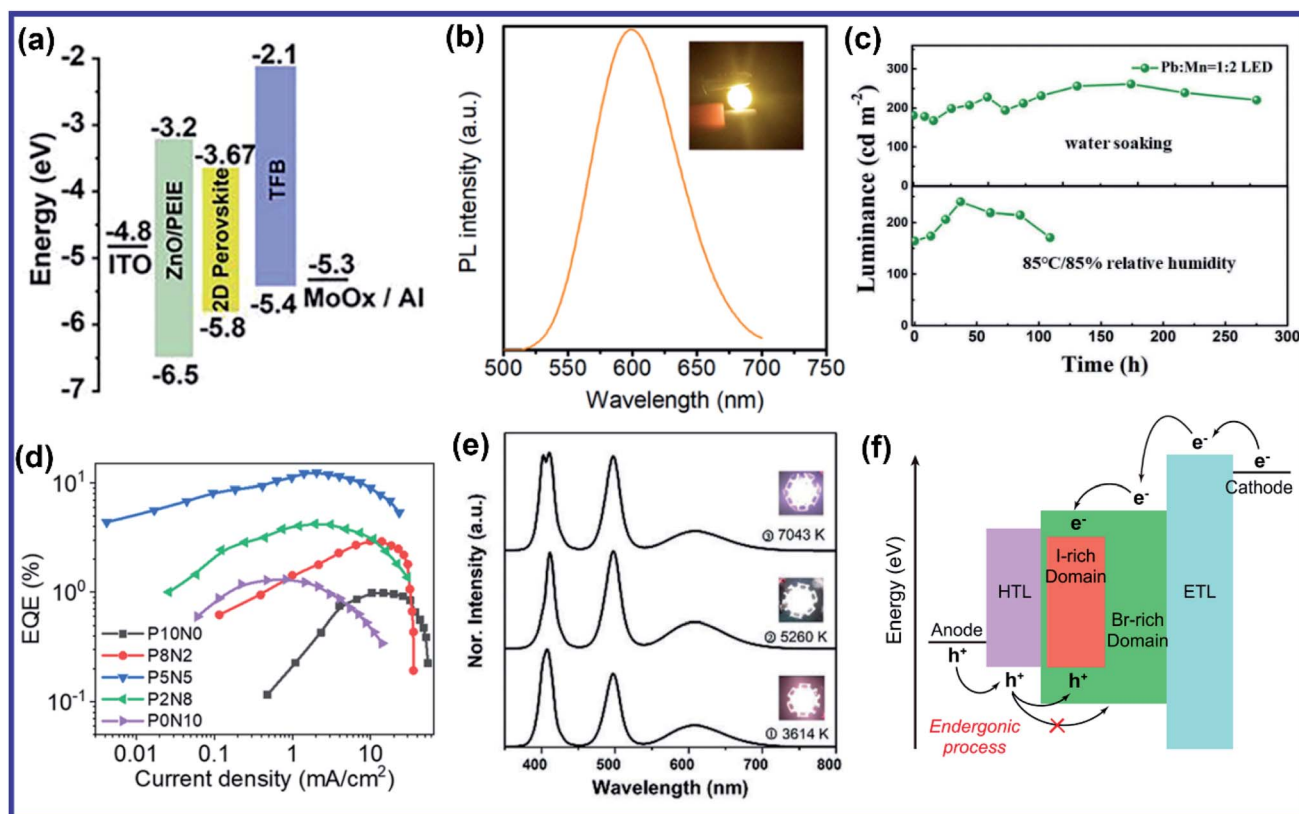 (a)
Energy (eV)
-2
-3
-4
-5
-6
-7
-4.8
ITO
-3.2
ZnO/PEIE
-6.5
-3.67
2D Perovskite
-5.8
-2.1
TFB
-5.4
-5.3
MoOx / Al
(b)
PL intensity (a.u.)
500 550 600 650 700 750
Wavelength (nm)
(c)
Luminance (cd m-2)
300
200
100
0
Pb:Mn=1:2 LED
water soaking
200
100
0
85°C/85% relative humidity
0 50 100 150 200 250 300
Time (h)
(d)
EQE (%)
10¹
10⁰
10⁻¹
P10N0
P8N2
P5N5
P2N8
P0N10
0.01 0.1 1 10
Current density (mA/cm²)
(e)
Nor. Intensity (a.u.)
③ 7043 K
② 5260 K
① 3614 K
400 500 600 700 800
Wavelength (nm)
(f)
Energy (eV)
e-
e-
Cathode
e-
e-
I-rich
Domain
HTL
Br-rich
Domain
ETL
Anode
h+
h+
h+
Endergonic
process